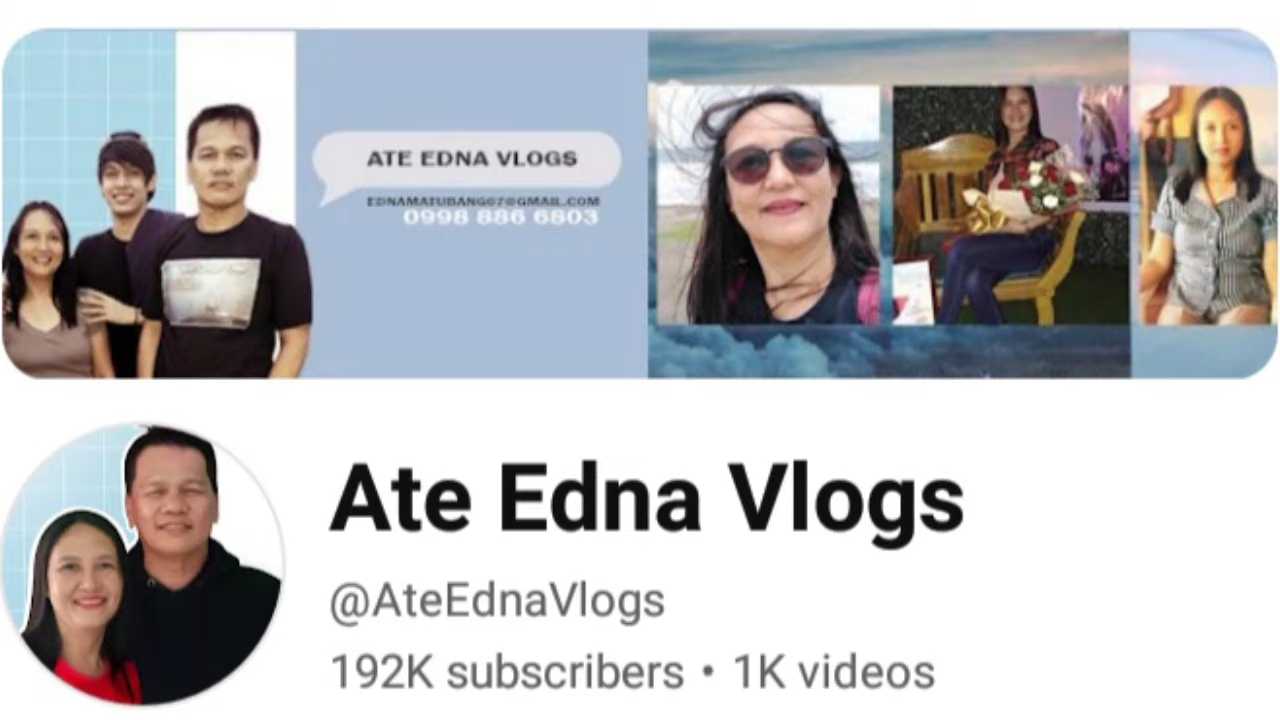 ATE EDNA VLOGS
EDNAMATUBANG07@GMAIL.COM
0998 886 6803
Ate Edna Vlogs
@AteEdnaVlogs
192K subscribers • 1K videos